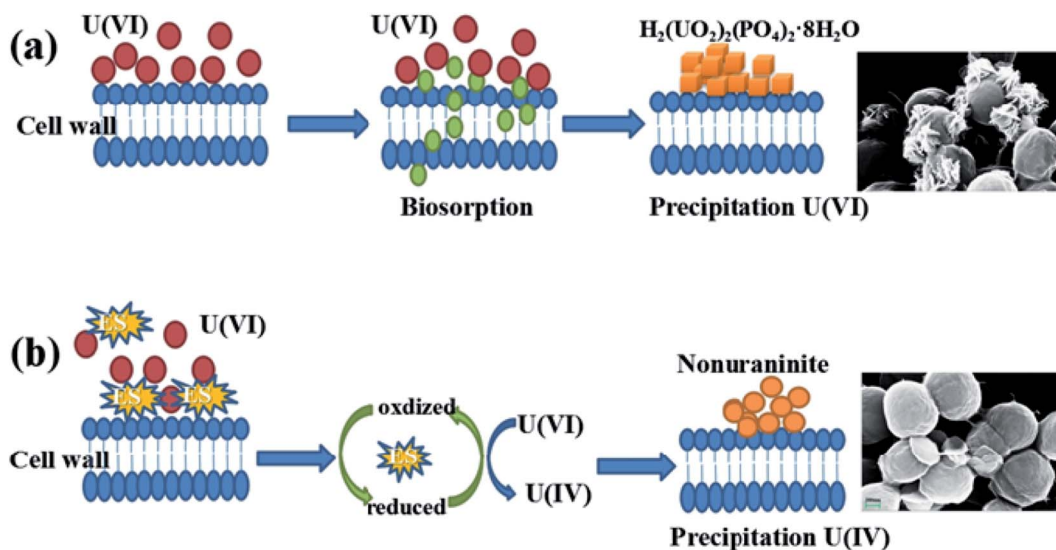 (a)
U(VI)
Cell wall
U(VI)
Biosorption
H₂(UO₂)₂(PO₄)₂·8H₂O
Precipitation U(VI)
(b)
ES
U(VI)
ES
ES
Cell wall
oxdized
ES
reduced
U(VI)
U(IV)
Nonuraninite
Precipitation U(IV)